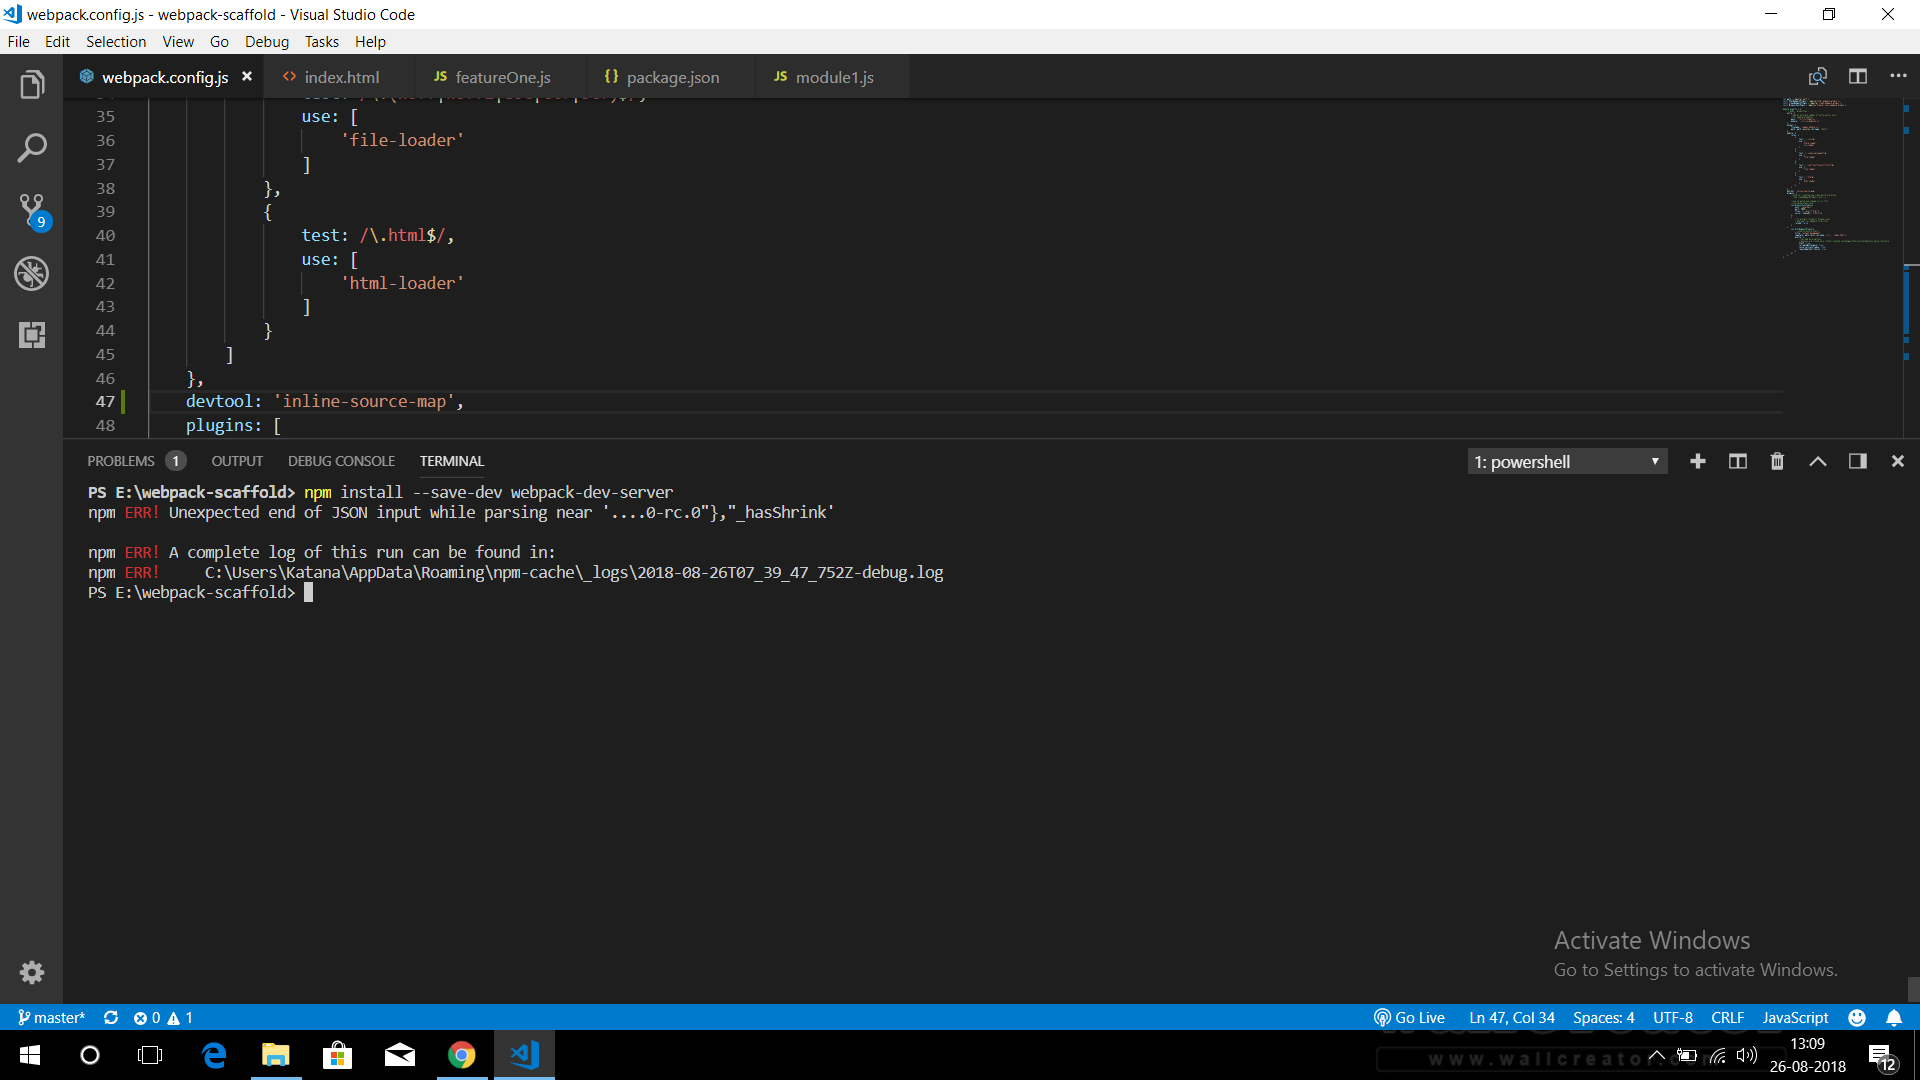 webpack.config.js - webpack-scaffold - Visual Studio Code
File Edit Selection View Go Debug Tasks Help
webpack.config.js index.html JS featureOne.js {} package.json JS module1.js
35 use: [
36 'file-loader'
37 ]
38 },
39 {
40 test: /\.html$/,
41 use: [
42 'html-loader'
43 ]
44 }
45 ]
46 },
47 devtool: 'inline-source-map',
48 plugins: [
9
PROBLEMS 1 OUTPUT DEBUG CONSOLE TERMINAL 1: powershell
PS E:\webpack-scaffold> npm install --save-dev webpack-dev-server
npm ERR! Unexpected end of JSON input while parsing near '....0-rc.0"},"_hasShrink'
npm ERR! A complete log of this run can be found in:
npm ERR! C:\Users\Katana\AppData\Roaming\npm-cache\_logs\2018-08-26T07_39_47_752Z-debug.log
PS E:\webpack-scaffold>
Activate Windows
Go to Settings to activate Windows.
master* 0 1 Go Live Ln 47, Col 34 Spaces: 4 UTF-8 CRLF JavaScript
www.wallcreator.com
13:09
26-08-2018
12